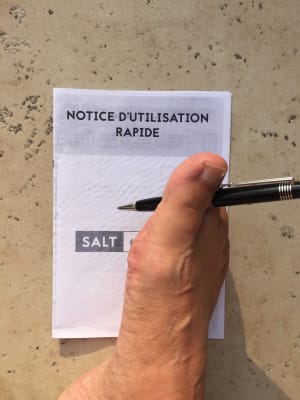 NOTICE D'UTILISATION
RAPIDE
SALT